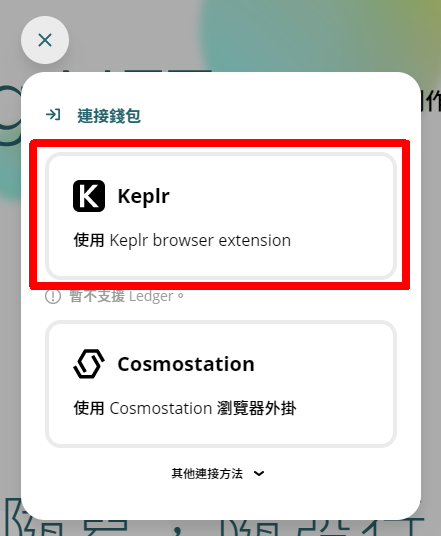 連接錢包
Keplr
使用 Keplr browser extension
暫不支援 Ledger。
Cosmostation
使用 Cosmostation 瀏覽器外掛
其他連接方法